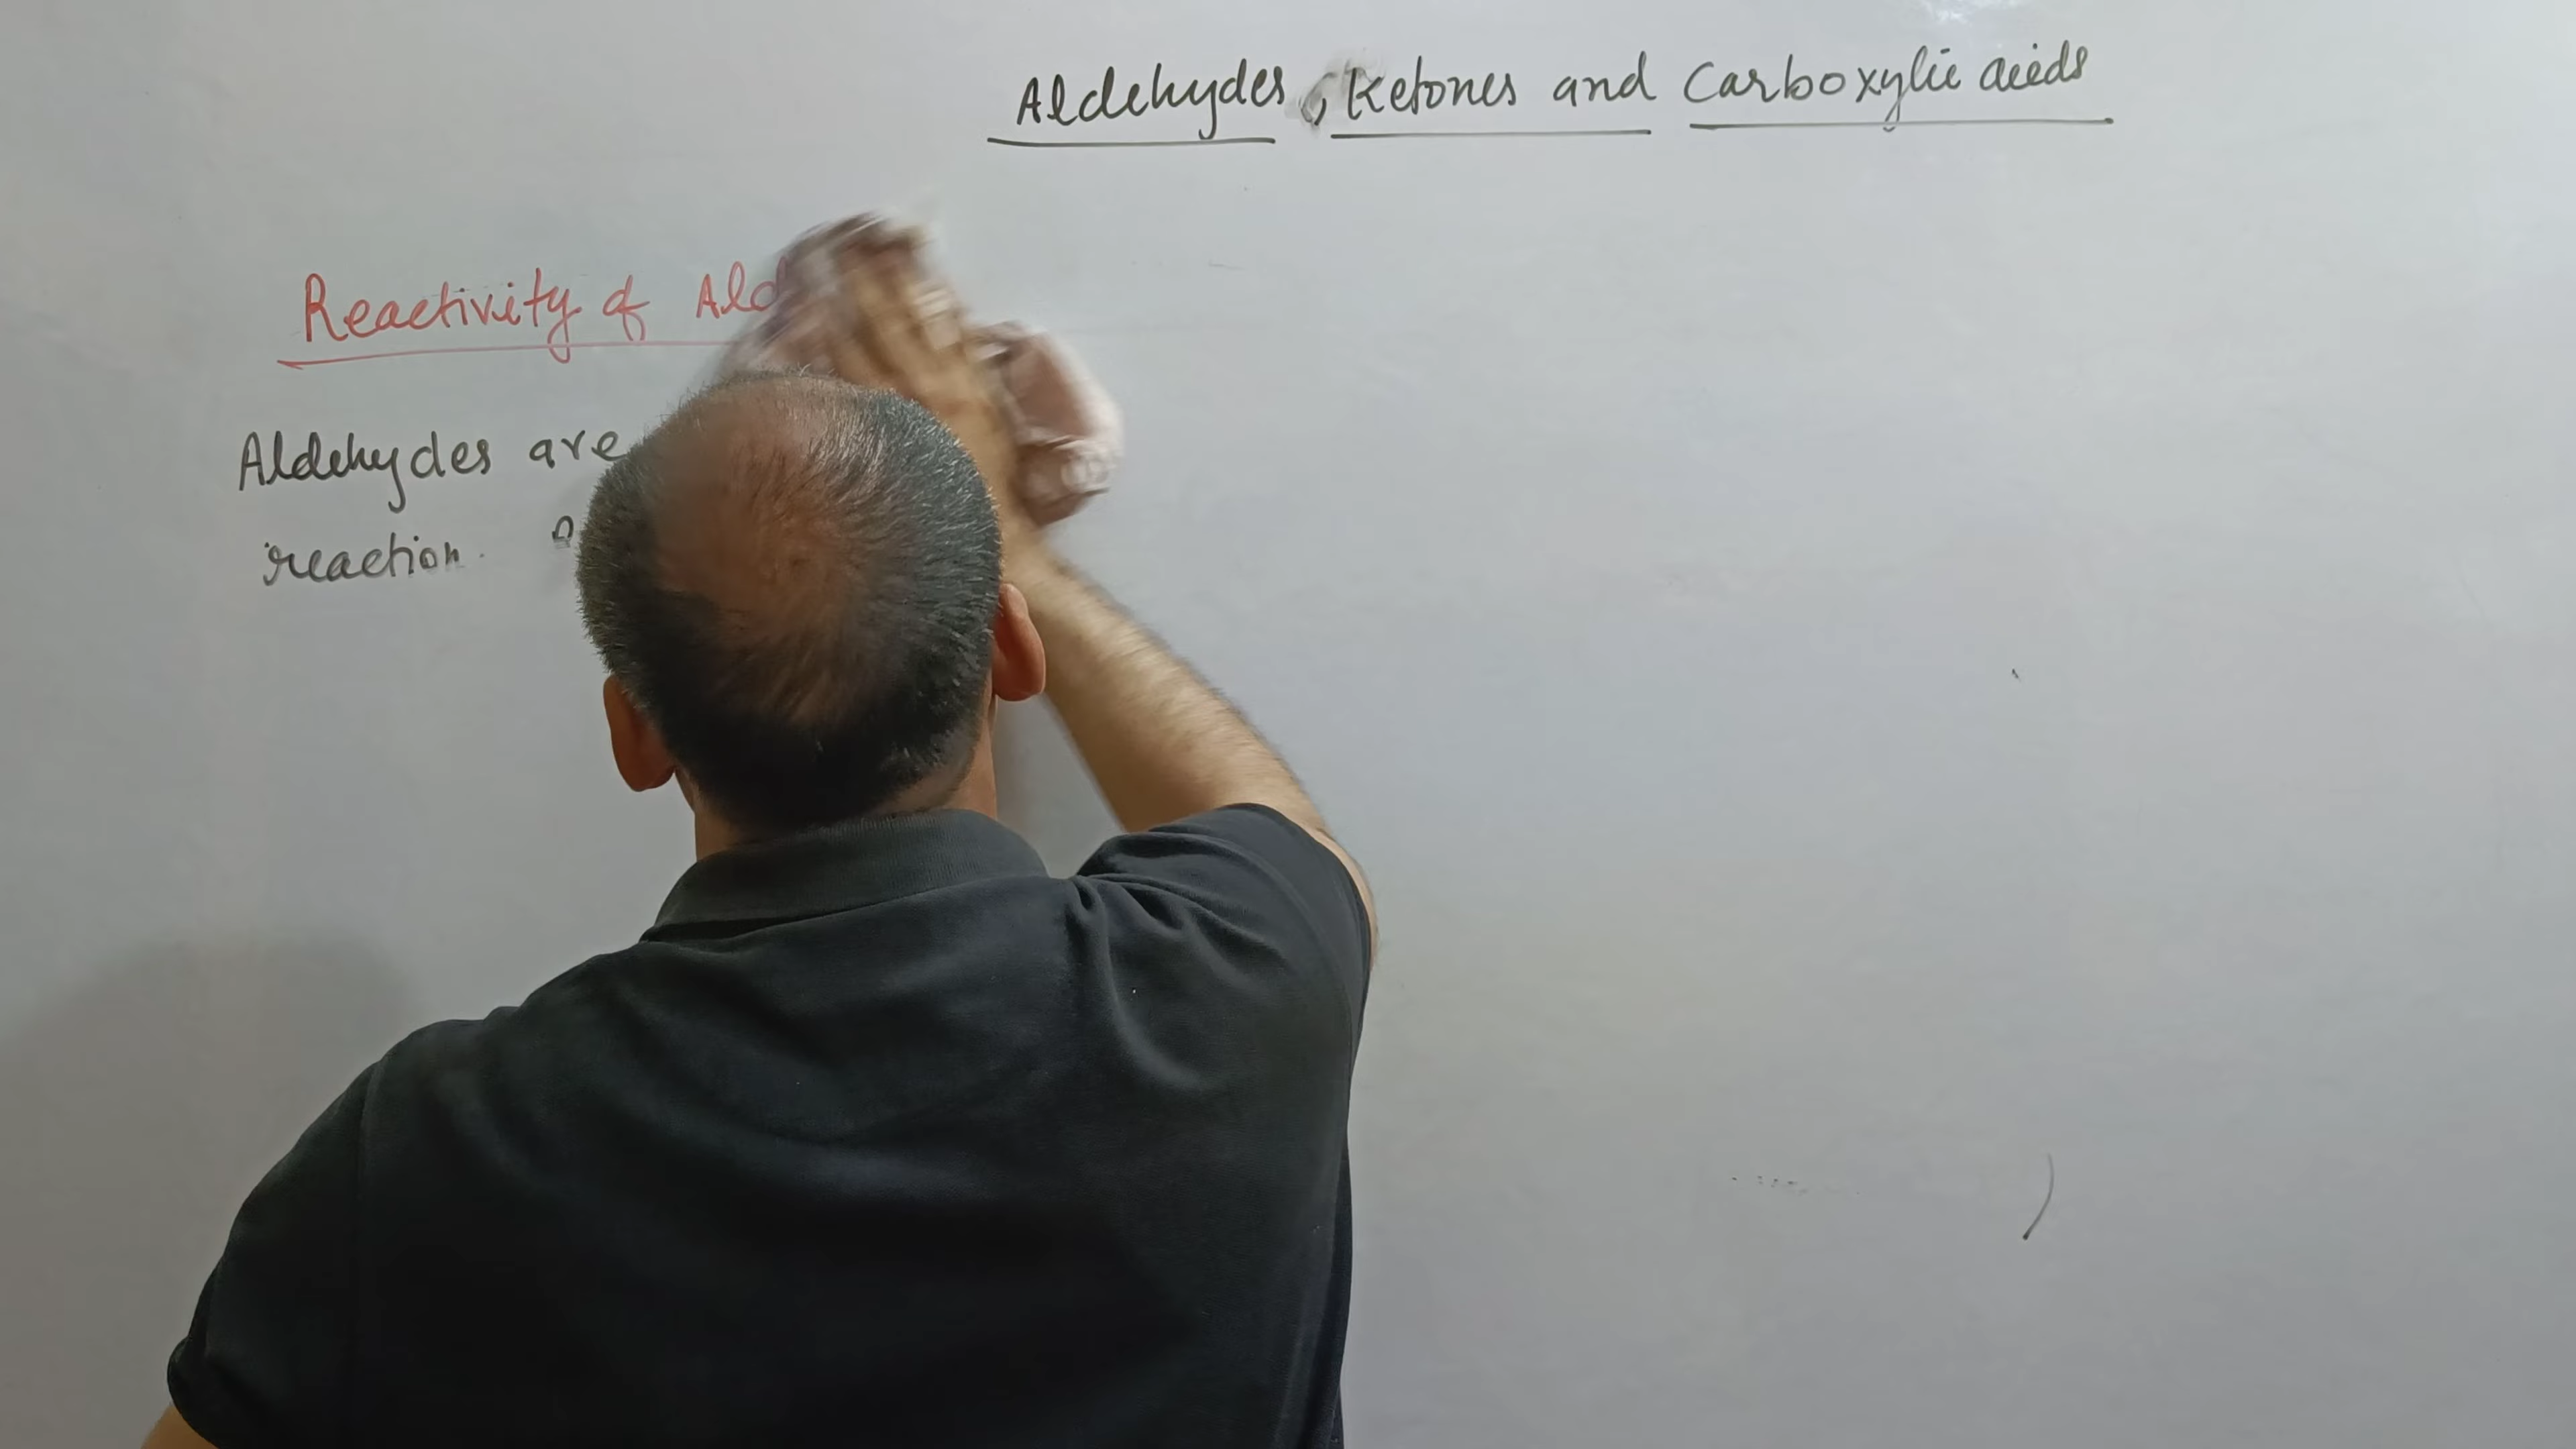 Aldehydes, Ketones and Carboxylic acids
Reactivity of Ald
Aldehydes are
reaction.